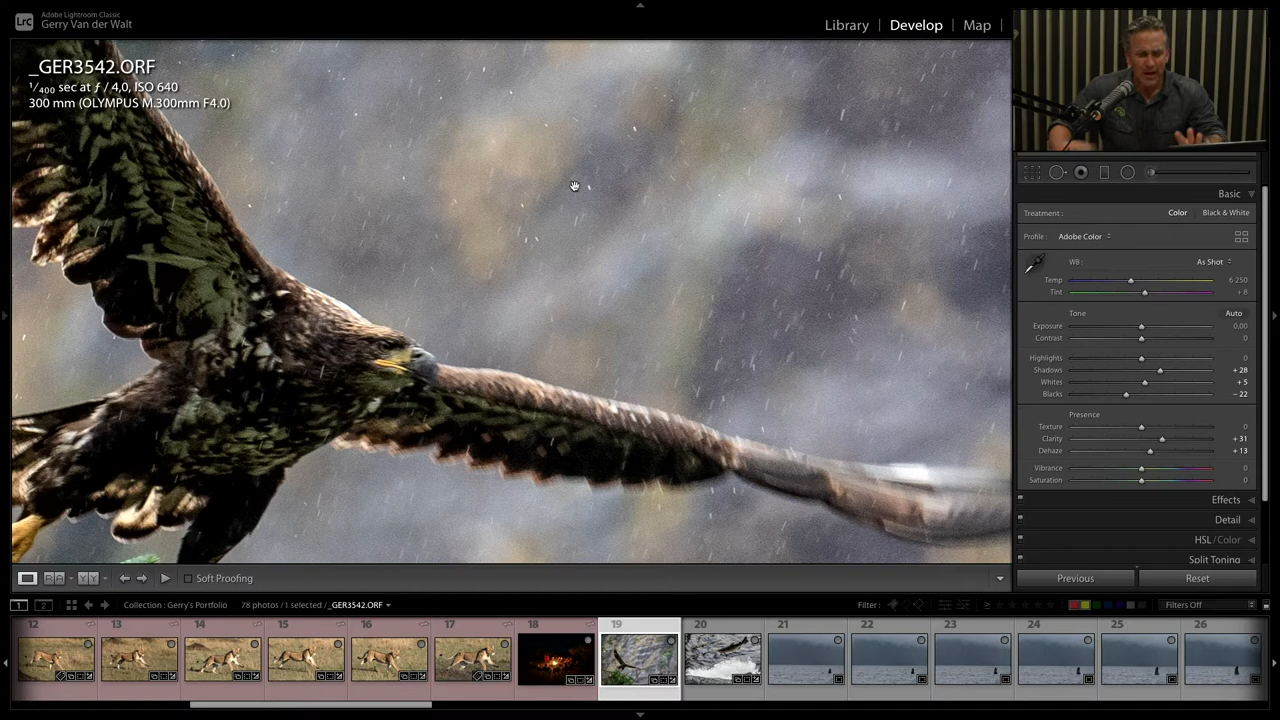 Lrc
Adobe Lightroom Classic
Gerry Van der Walt
Library | Develop | Map |
_GER3542.ORF
1/400 sec at ƒ / 4,0, ISO 640
300 mm (OLYMPUS M.300mm F4.0)
Basic
Treatment : Color Black & White
Profile : Adobe Color
WB : As Shot
Temp 6 250
Tint + 8
Tone Auto
Exposure 0,00
Contrast 0
Highlights 0
Shadows + 28
Whites + 5
Blacks − 22
Presence
Texture 0
Clarity + 31
Dehaze + 13
Vibrance 0
Saturation 0
Effects
Detail
HSL / Color
Split Toning
R A Y Y Soft Proofing
Previous Reset
1 2 Collection : Gerry's Portfolio 78 photos / 1 selected / _GER3542.ORF Filter : ≥ Filters Off
12 13 14 15 16 17 18 19 20 21 22 23 24 25 26